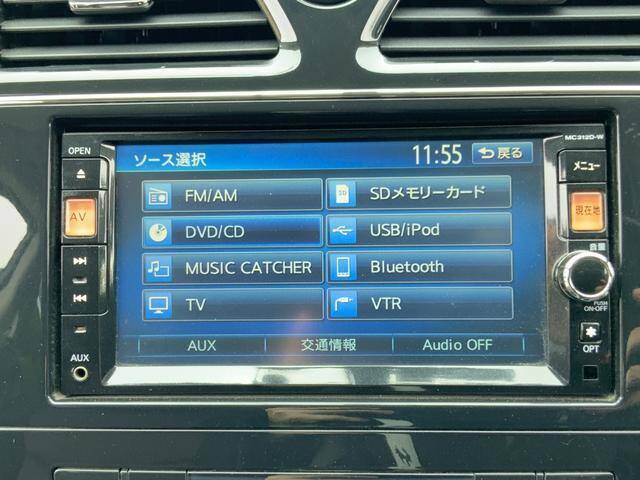 MC312D-W
OPEN
ソース選択 11:55 戻る
メニュー
AV
FM/AM SD SDメモリーカード
現在地
DVD/CD USB/iPod
音量
MUSIC CATCHER Bluetooth
TV VTR
PUSH
ON-OFF
AUX 交通情報 Audio OFF
AUX
OPT